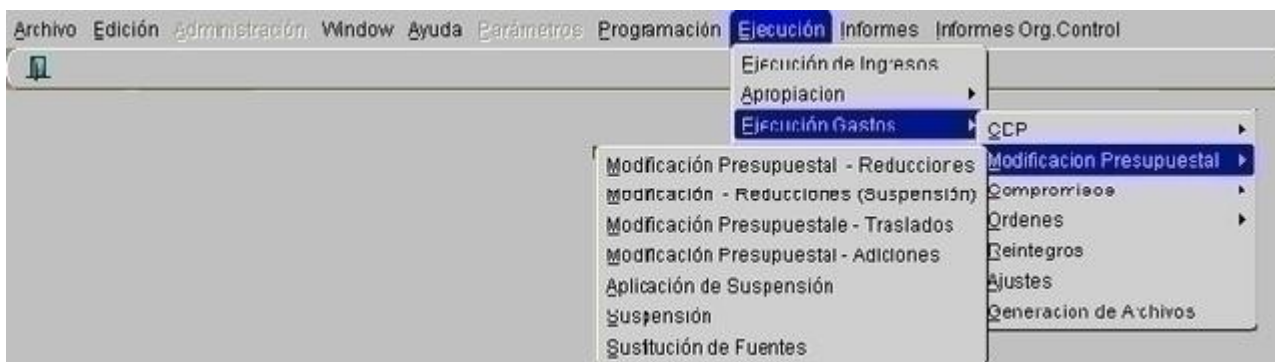 Archivo Edición Administración Window Ayuda Parámetros Programación Ejecución Informes Informes Org.Control
Ejecución de Ingresos
Apropiacion
Ejecución Gastos
CDP
Modificacion Presupuestal
Compromisos
Ordenes
Reintegros
Ajustes
Generacion de Archivos
Modificación Presupuestal - Reducciones
Modificación - Reducciones (Suspensión)
Modificación Presupuestale - Traslados
Modificación Presupuestal - Adiciones
Aplicación de Suspensión
Suspensión
Sustitución de Fuentes